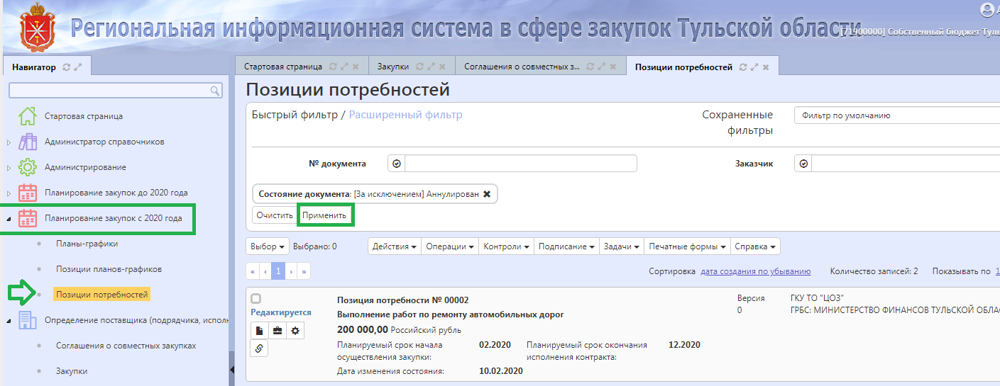 Региональная информационная система в сфере закупок Тульской области
[71900000] Собственный бюджет Туль
Навигатор
Стартовая страница
Администратор справочников
Администрирование
Планирование закупок до 2020 года
Планирование закупок с 2020 года
Планы-графики
Позиции планов-графиков
Позиции потребностей
Определение поставщика (подрядчика, исполн
Соглашения о совместных закупках
Закупки
Стартовая страница Закупки Соглашения о совместных з... Позиции потребностей
Позиции потребностей
Быстрый фильтр / Расширенный фильтр
Сохраненные
фильтры
Фильтр по умолчанию
№ документа Заказчик
Состояние документа: [За исключением] Аннулирован
Очистить Применить
Выбор Выбрано: 0 Действия Операции Контроли Подписание Задачи Печатные формы Справка
« ‹ 1 › » Сортировка дата создания по убыванию Количество записей: 2 Показывать по 1
Редактируется
Позиция потребности № 00002
Выполнение работ по ремонту автомобильных дорог
200 000,00 Российский рубль
Планируемый срок начала
осуществления закупки:
02.2020
Планируемый срок окончания
исполнения контракта:
12.2020
Дата изменения состояния: 10.02.2020
Версия
0
ГКУ ТО "ЦОЗ"
ГРБС: МИНИСТЕРСТВО ФИНАНСОВ ТУЛЬСКОЙ ОБЛА